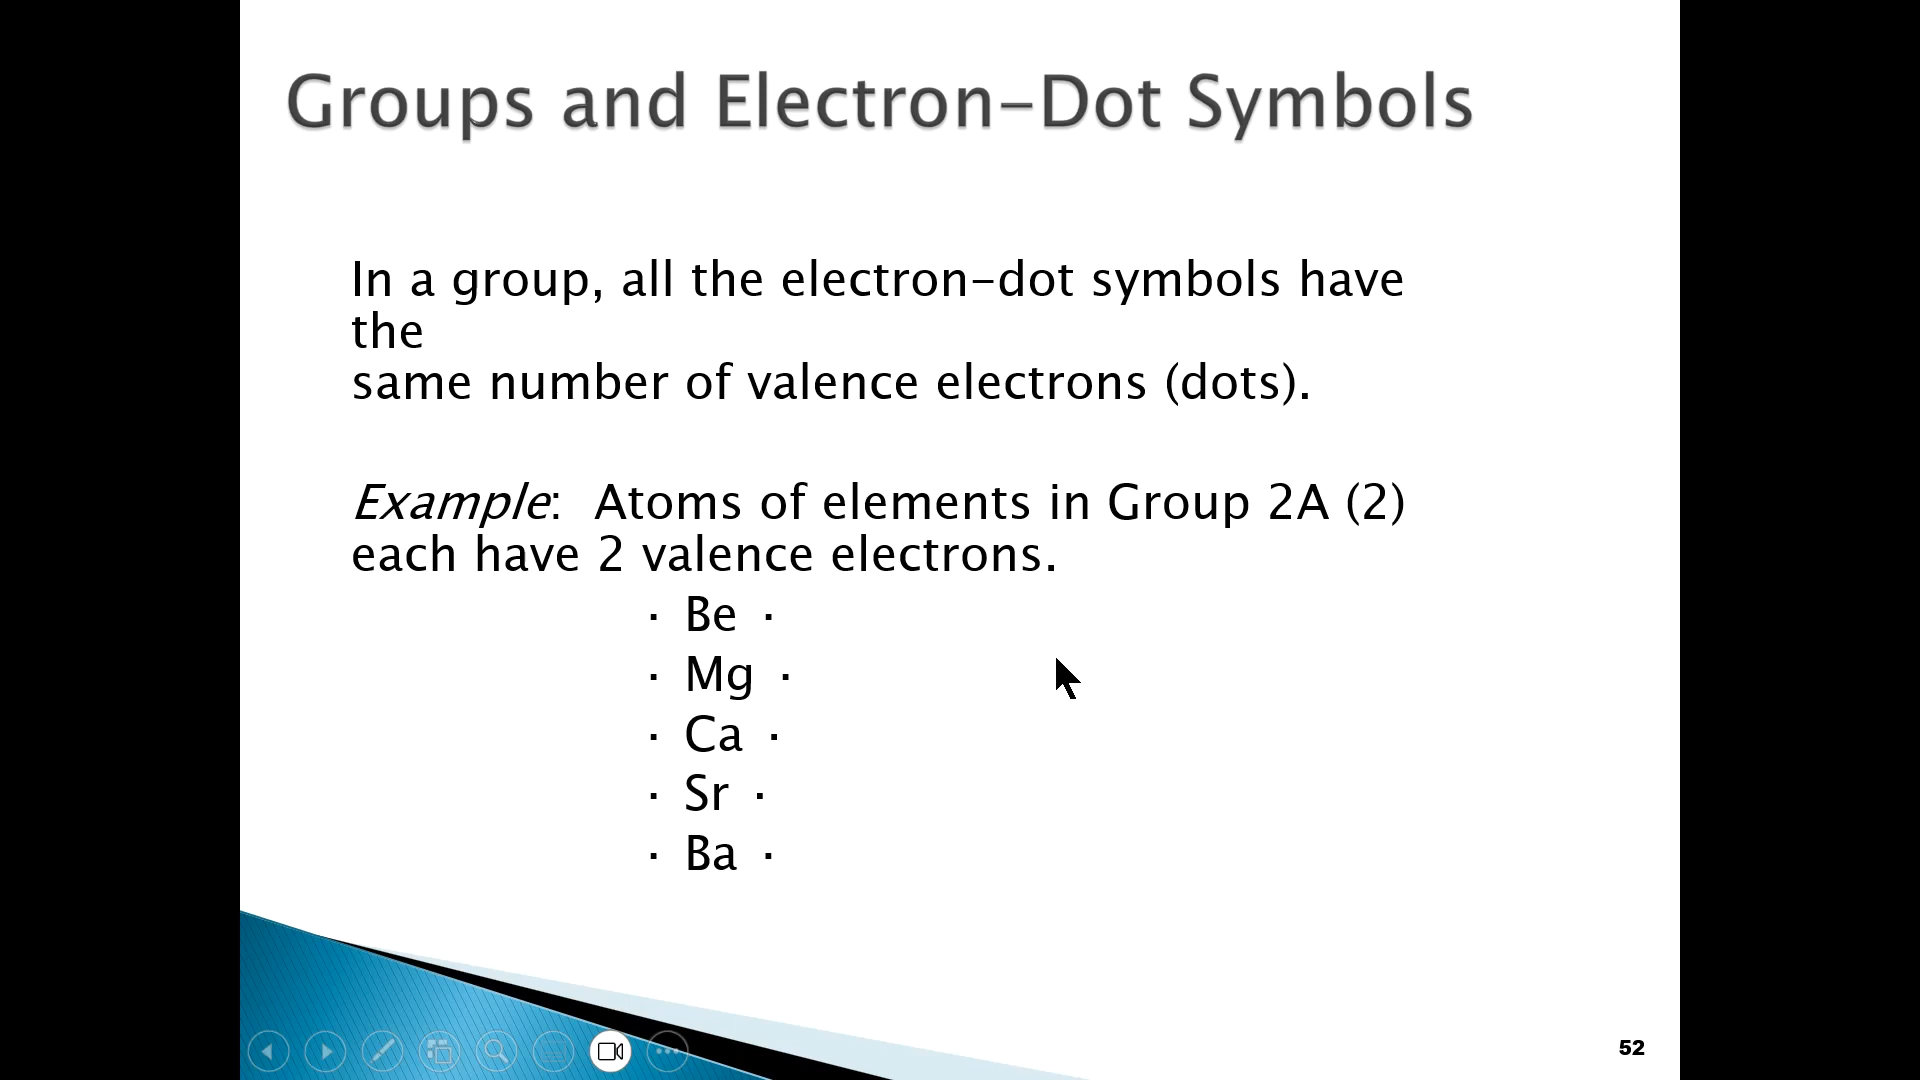 Groups and Electron-Dot Symbols
In a group, all the electron-dot symbols have
the
same number of valence electrons (dots).
Example: Atoms of elements in Group 2A (2)
each have 2 valence electrons.
· Be ·
· Mg ·
· Ca ·
· Sr ·
· Ba ·
52